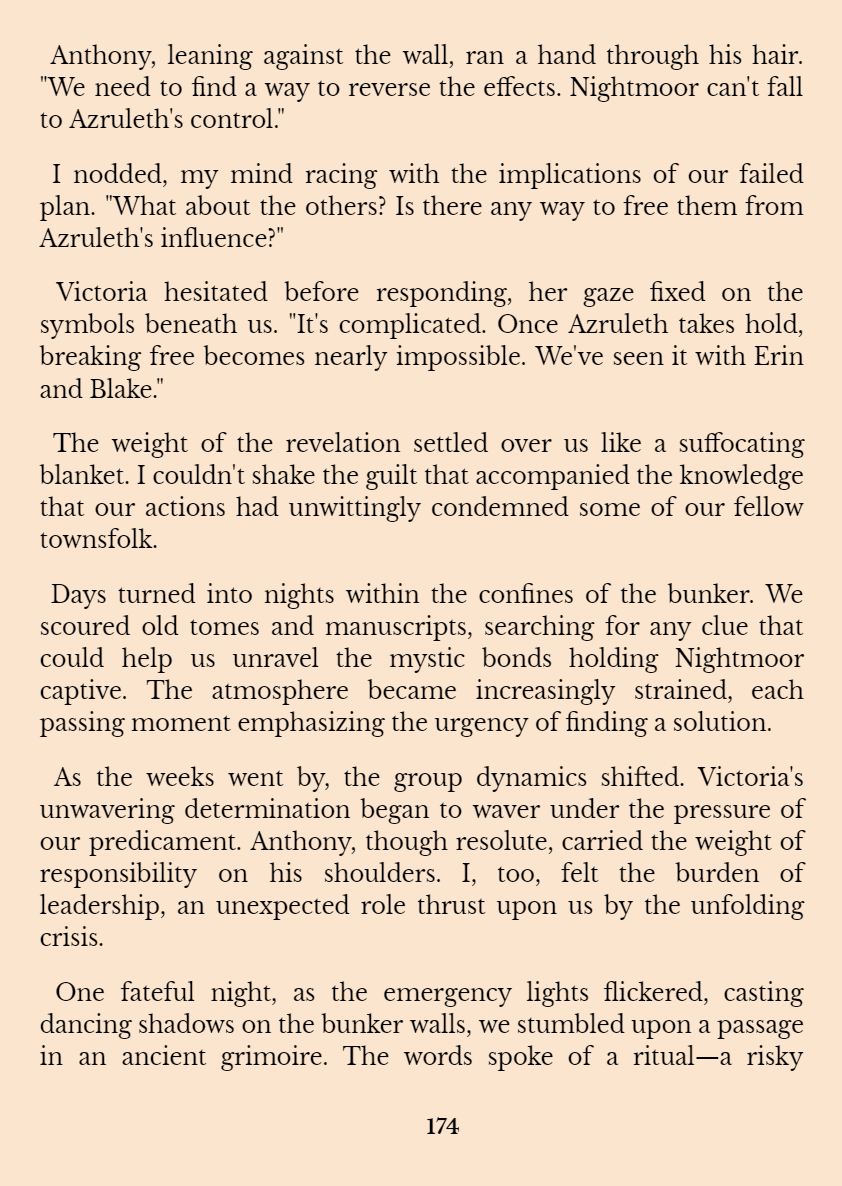 Anthony, leaning against the wall, ran a hand through his hair.
"We need to find a way to reverse the effects. Nightmoor can't fall
to Azruleth's control."
I nodded, my mind racing with the implications of our failed
plan. "What about the others? Is there any way to free them from
Azruleth's influence?"
Victoria hesitated before responding, her gaze fixed on the
symbols beneath us. "It's complicated. Once Azruleth takes hold,
breaking free becomes nearly impossible. We've seen it with Erin
and Blake."
The weight of the revelation settled over us like a suffocating
blanket. I couldn't shake the guilt that accompanied the knowledge
that our actions had unwittingly condemned some of our fellow
townsfolk.
Days turned into nights within the confines of the bunker. We
scoured old tomes and manuscripts, searching for any clue that
could help us unravel the mystic bonds holding Nightmoor
captive. The atmosphere became increasingly strained, each
passing moment emphasizing the urgency of finding a solution.
As the weeks went by, the group dynamics shifted. Victoria's
unwavering determination began to waver under the pressure of
our predicament. Anthony, though resolute, carried the weight of
responsibility on his shoulders. I, too, felt the burden of
leadership, an unexpected role thrust upon us by the unfolding
crisis.
One fateful night, as the emergency lights flickered, casting
dancing shadows on the bunker walls, we stumbled upon a passage
in an ancient grimoire. The words spoke of a ritual—a risky
174